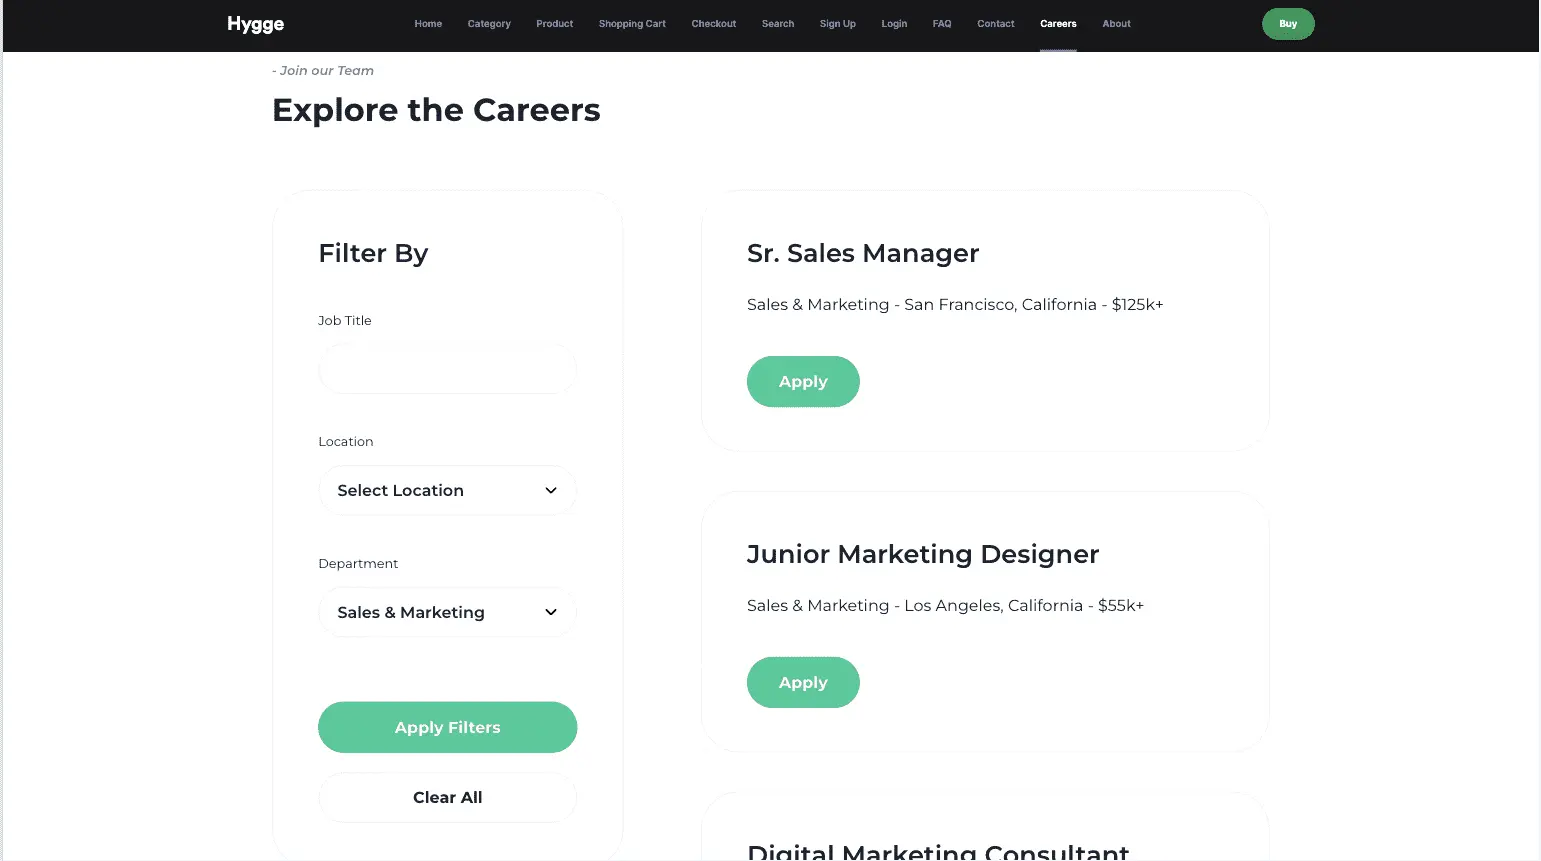 Hygge
Home Category Product Shopping Cart Checkout Search Sign Up Login FAQ Contact Careers About
Buy
- Join our Team
Explore the Careers
Filter By
Job Title
Location
Select Location
Department
Sales & Marketing
Apply Filters
Clear All
Sr. Sales Manager
Sales & Marketing - San Francisco, California - $125k+
Apply
Junior Marketing Designer
Sales & Marketing - Los Angeles, California - $55k+
Apply
Digital Marketing Consultant